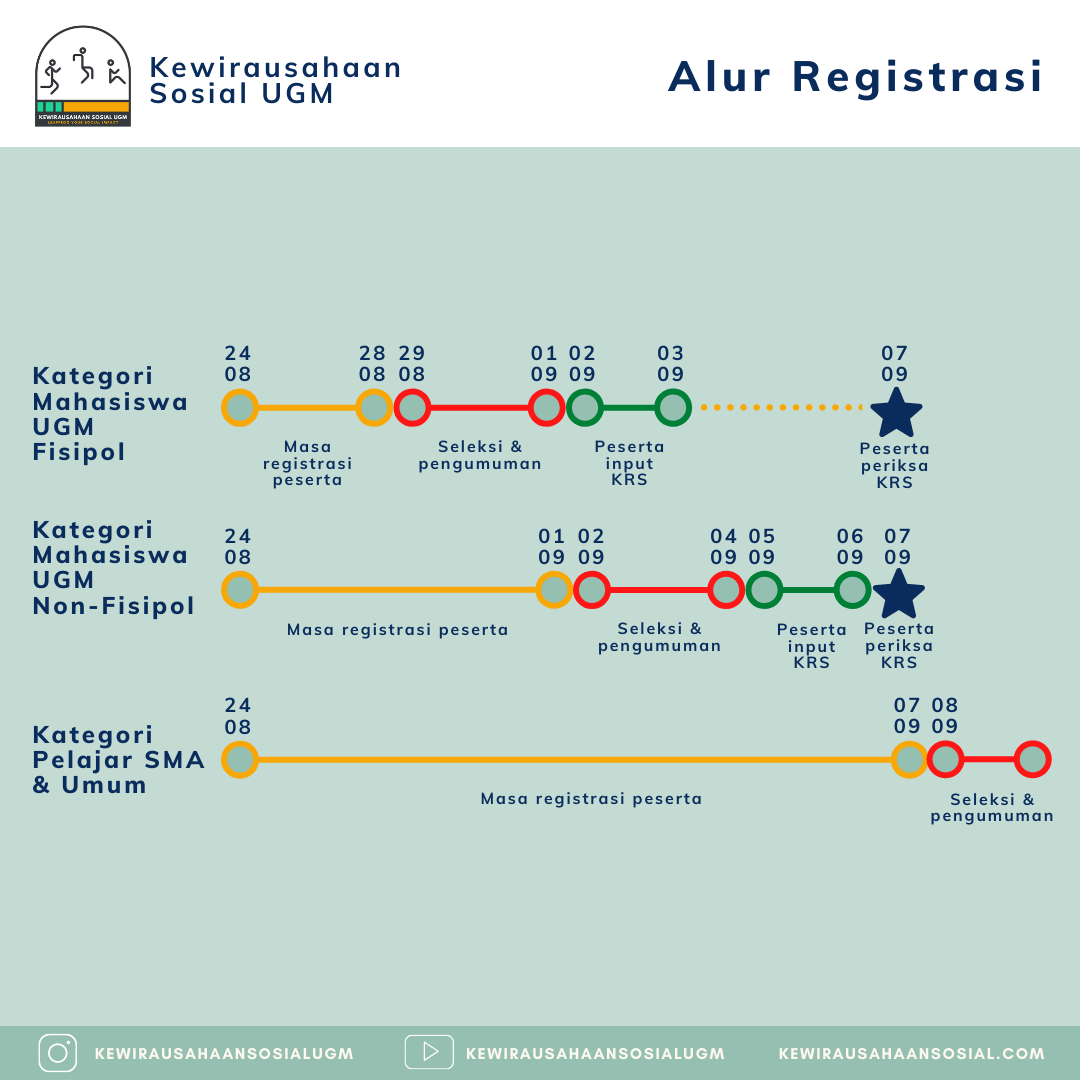 Kewirausahaan
Sosial UGM
Alur Registrasi
KEWIRAUSAHAAN SOSIAL UGM
Kategori
Mahasiswa
UGM
Fisipol
24 28 29 01 02 03 07
08 08 08 09 09 09 09
Masa
registrasi
peserta
Seleksi &
pengumuman
Peserta
input
KRS
Peserta
periksa
KRS
Kategori
Mahasiswa
UGM
Non-Fisipol
24 01 02 04 05 06 07
08 09 09 09 09 09 09
Masa registrasi peserta
Seleksi &
pengumuman
Peserta
input
KRS
Peserta
periksa
KRS
Kategori
Pelajar SMA
& Umum
24 07 08
08 09 09
Masa registrasi peserta
Seleksi &
pengumuman
KEWIRAUSAHAANSOSIALUGM
KEWIRAUSAHAANSOSIALUGM
KEWIRAUSAHAANSOSIAL.COM